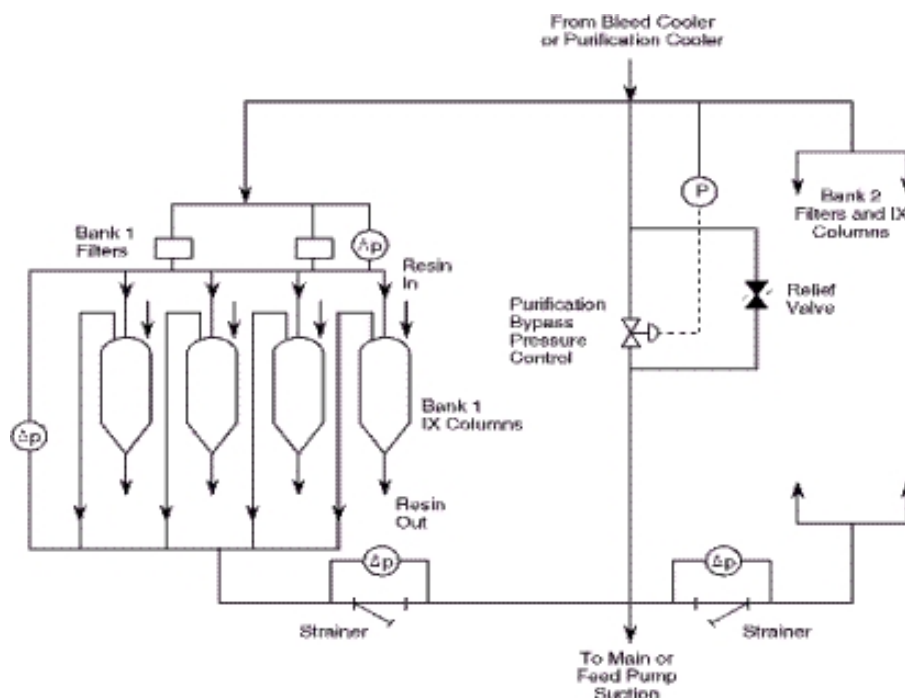 From Bleed Cooler
or Purification Cooler
P
Bank 2
Filters and IX
Columns
Bank 1
Filters
Δp
Resin
In
Purification
Bypass
Pressure
Control
Relief
Valve
Δp
Bank 1
IX Columns
Resin
Out
Δp
Δp
Strainer
Strainer
To Main or
Feed Pump
Suction